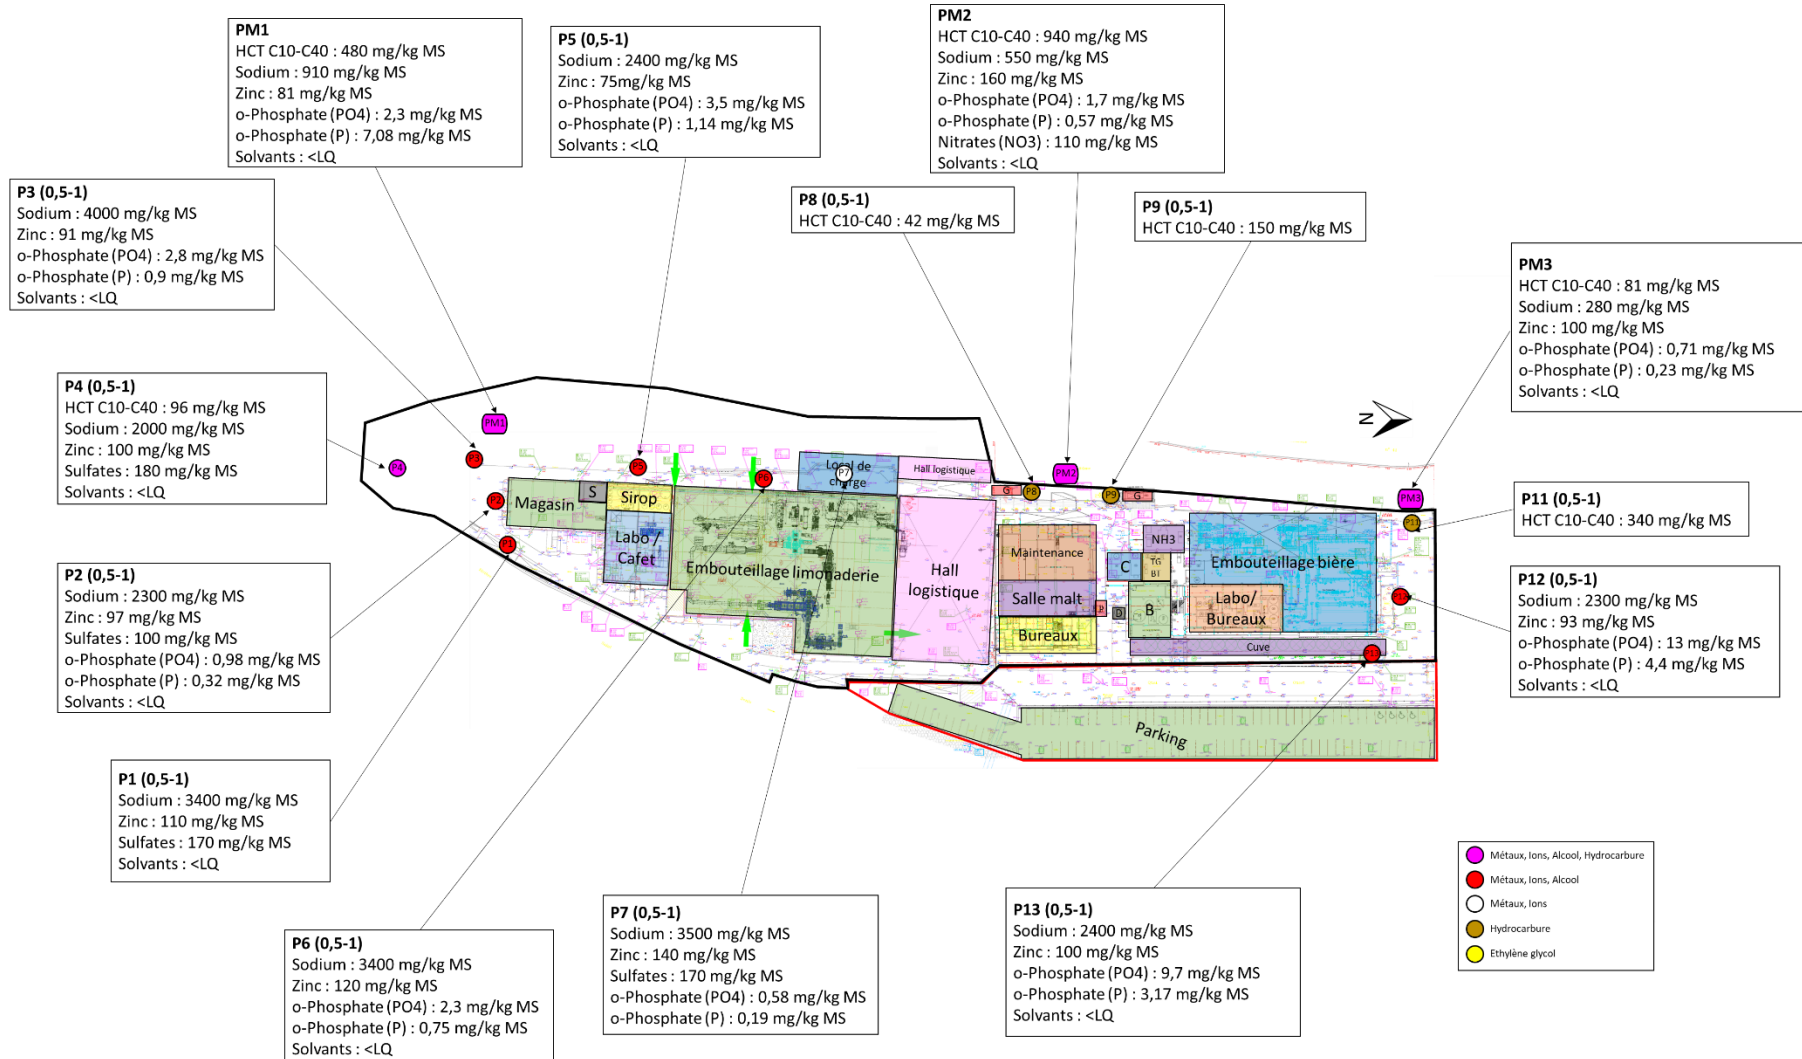 PM1
HCT C10-C40 : 480 mg/kg MS
Sodium : 910 mg/kg MS
Zinc : 81 mg/kg MS
o-Phosphate (PO4) : 2,3 mg/kg MS
o-Phosphate (P) : 7,08 mg/kg MS
Solvants : <LQ
P5 (0,5-1)
Sodium : 2400 mg/kg MS
Zinc : 75mg/kg MS
o-Phosphate (PO4) : 3,5 mg/kg MS
o-Phosphate (P) : 1,14 mg/kg MS
Solvants : <LQ
PM2
HCT C10-C40 : 940 mg/kg MS
Sodium : 550 mg/kg MS
Zinc : 160 mg/kg MS
o-Phosphate (PO4) : 1,7 mg/kg MS
o-Phosphate (P) : 0,57 mg/kg MS
Nitrates (NO3) : 110 mg/kg MS
Solvants : <LQ
P3 (0,5-1)
Sodium : 4000 mg/kg MS
Zinc : 91 mg/kg MS
o-Phosphate (PO4) : 2,8 mg/kg MS
o-Phosphate (P) : 0,9 mg/kg MS
Solvants : <LQ
P8 (0,5-1)
HCT C10-C40 : 42 mg/kg MS
P9 (0,5-1)
HCT C10-C40 : 150 mg/kg MS
PM3
HCT C10-C40 : 81 mg/kg MS
Sodium : 280 mg/kg MS
Zinc : 100 mg/kg MS
o-Phosphate (PO4) : 0,71 mg/kg MS
o-Phosphate (P) : 0,23 mg/kg MS
Solvants : <LQ
P4 (0,5-1)
HCT C10-C40 : 96 mg/kg MS
Sodium : 2000 mg/kg MS
Zinc : 100 mg/kg MS
Sulfates : 180 mg/kg MS
Solvants : <LQ
PM1
N
P3
P4
P5
P6
P7
Local de
charge
Hall logistique
PM2
G
P8
P9
G
PM3
P11
P2
Magasin
S
Sirop
P1
Labo /
Cafet
Embouteillage limonaderie
Hall
logistique
Maintenance
Salle malt
Bureaux
NH3
C
TG
BT
P
D
B
Embouteillage bière
Labo/
Bureaux
P12
Cuve
P13
Parking
P11 (0,5-1)
HCT C10-C40 : 340 mg/kg MS
P2 (0,5-1)
Sodium : 2300 mg/kg MS
Zinc : 97 mg/kg MS
Sulfates : 100 mg/kg MS
o-Phosphate (PO4) : 0,98 mg/kg MS
o-Phosphate (P) : 0,32 mg/kg MS
Solvants : <LQ
P12 (0,5-1)
Sodium : 2300 mg/kg MS
Zinc : 93 mg/kg MS
o-Phosphate (PO4) : 13 mg/kg MS
o-Phosphate (P) : 4,4 mg/kg MS
Solvants : <LQ
P1 (0,5-1)
Sodium : 3400 mg/kg MS
Zinc : 110 mg/kg MS
Sulfates : 170 mg/kg MS
Solvants : <LQ
P6 (0,5-1)
Sodium : 3400 mg/kg MS
Zinc : 120 mg/kg MS
o-Phosphate (PO4) : 2,3 mg/kg MS
o-Phosphate (P) : 0,75 mg/kg MS
Solvants : <LQ
P7 (0,5-1)
Sodium : 3500 mg/kg MS
Zinc : 140 mg/kg MS
Sulfates : 170 mg/kg MS
o-Phosphate (PO4) : 0,58 mg/kg MS
o-Phosphate (P) : 0,19 mg/kg MS
P13 (0,5-1)
Sodium : 2400 mg/kg MS
Zinc : 100 mg/kg MS
o-Phosphate (PO4) : 9,7 mg/kg MS
o-Phosphate (P) : 3,17 mg/kg MS
Solvants : <LQ
Métaux, Ions, Alcool, Hydrocarbure
Métaux, Ions, Alcool
Métaux, Ions
Hydrocarbure
Ethylène glycol